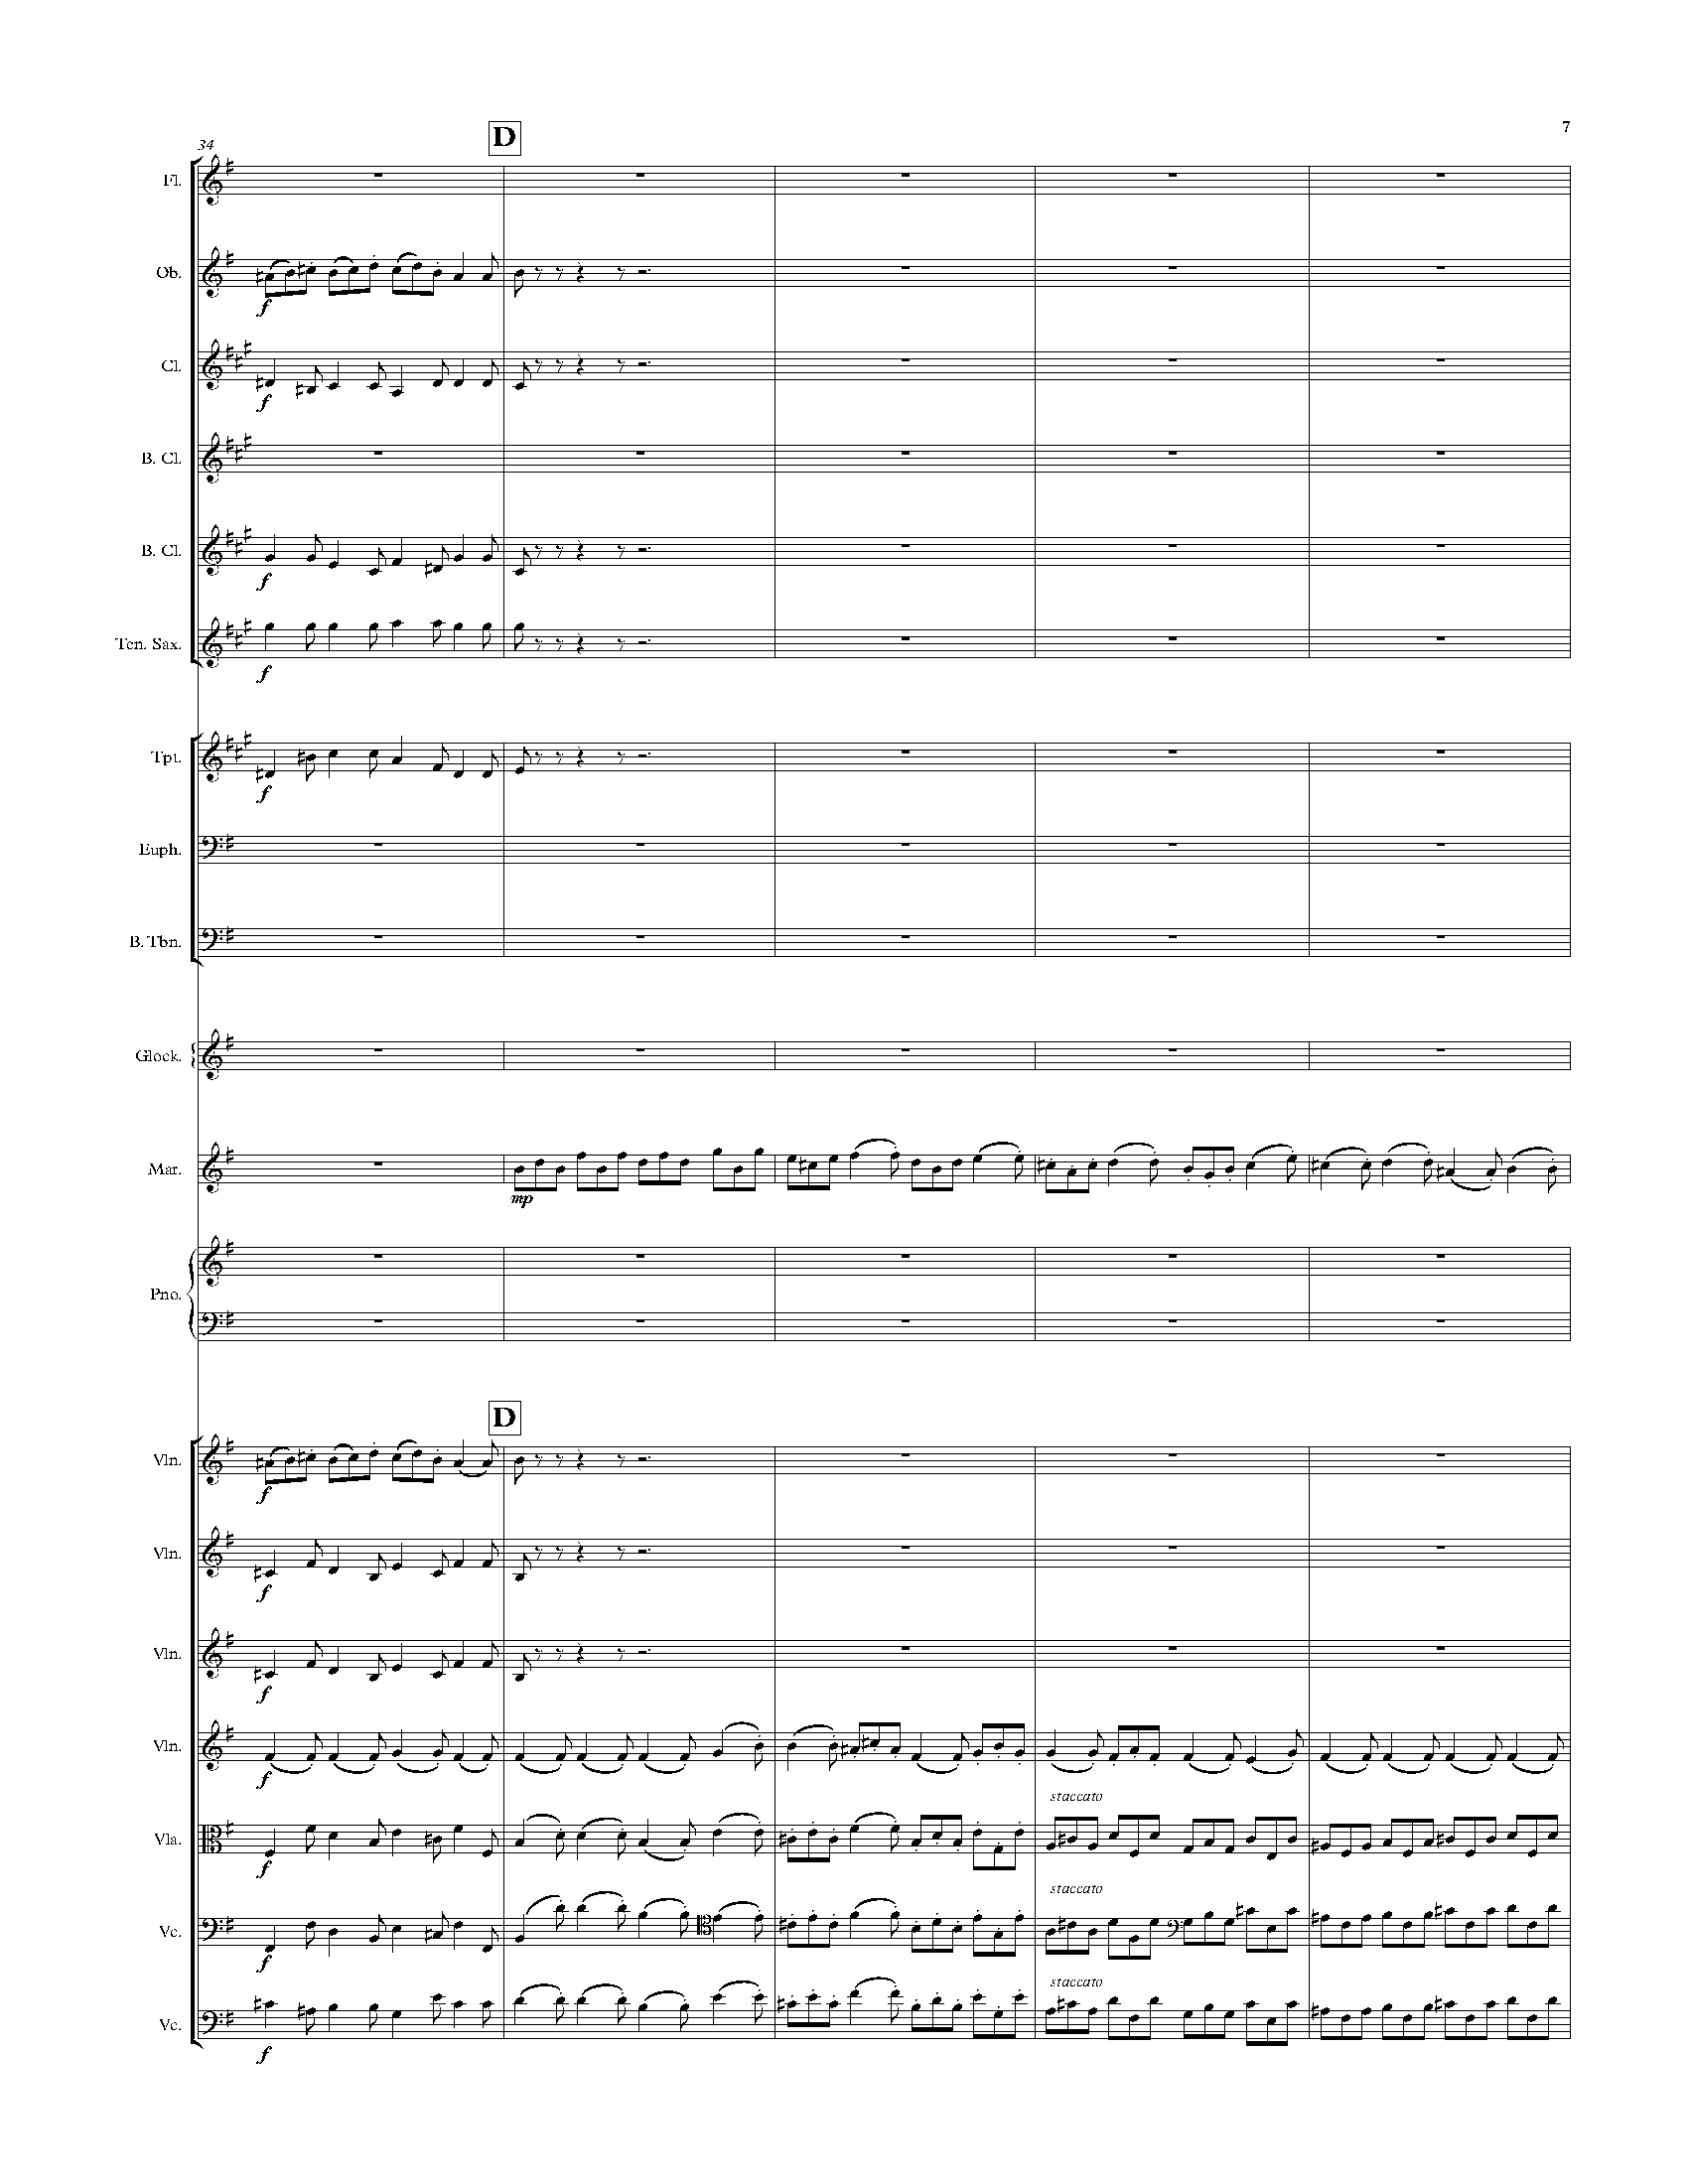 7
34
D
Fl.
Ob.
f
Cl.
f
B. Cl.
B. Cl.
f
Ten. Sax.
f
Tpt.
f
Euph.
B. Tbn.
Glock.
Mar.
mp
Pno.
D
Vln.
f
Vln.
f
Vln.
f
Vln.
f
staccato
Vla.
f
staccato
Vc.
f
staccato
Vc.
f